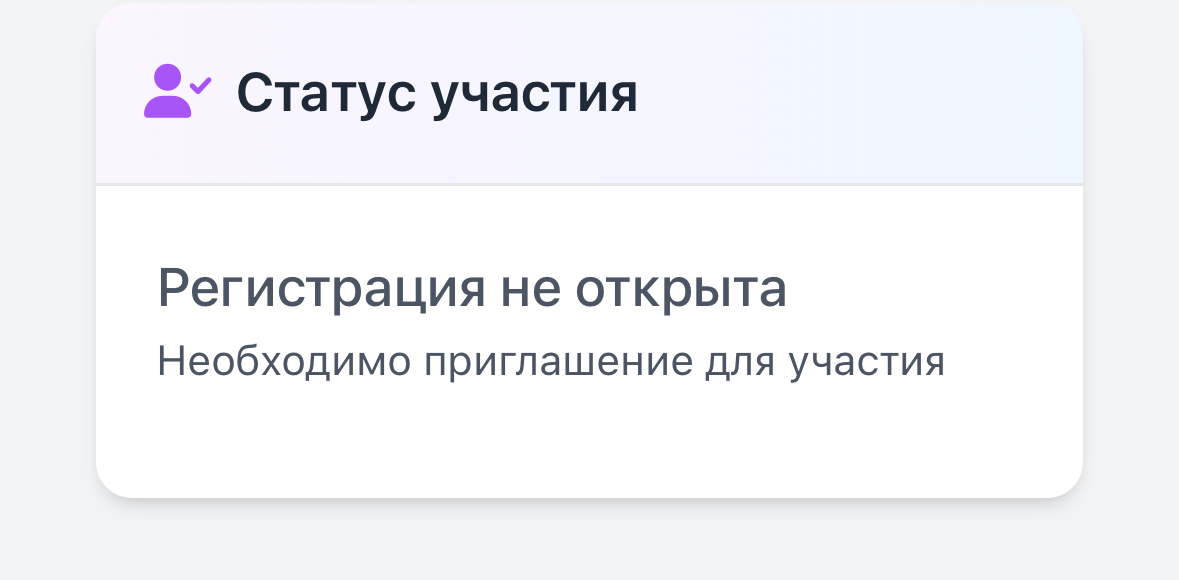 Статус участия
Регистрация не открыта
Необходимо приглашение для участия